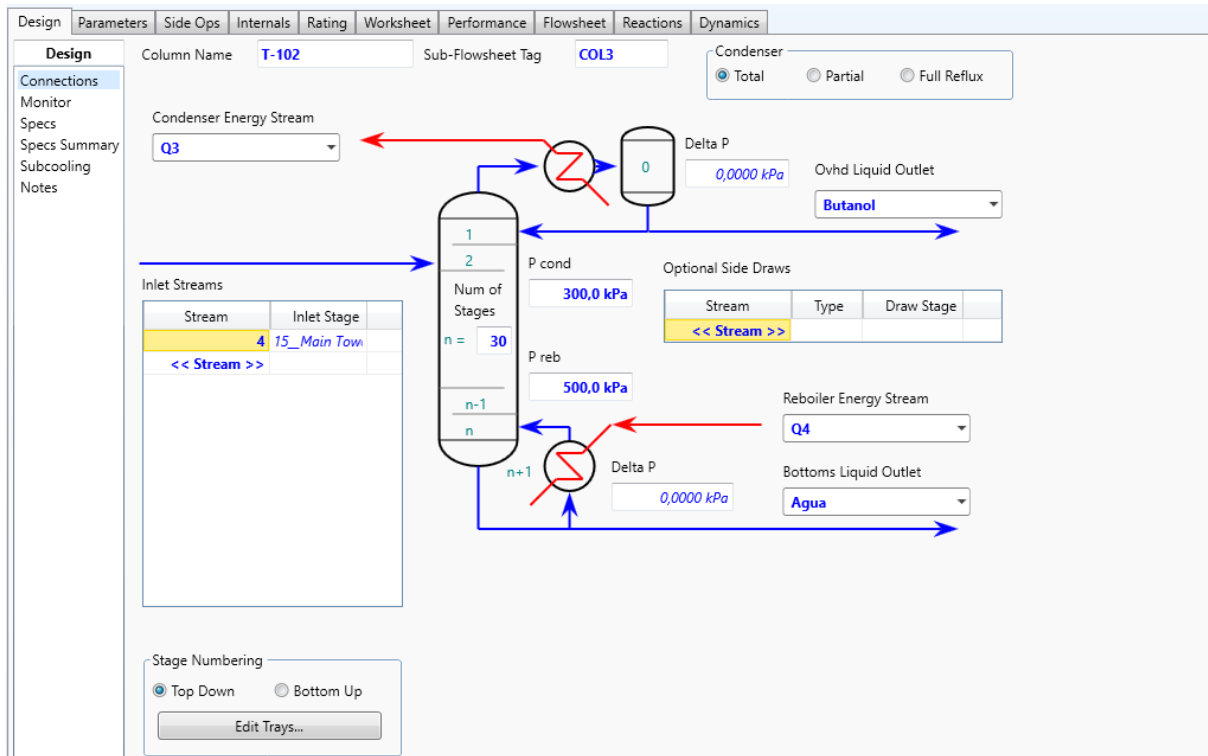 Design Parameters Side Ops Internals Rating Worksheet Performance Flowsheet Reactions Dynamics
Design
Connections
Monitor
Specs
Specs Summary
Subcooling
Notes
Column Name T-102 Sub-Flowsheet Tag COL3
Condenser
Total Partial Full Reflux
Condenser Energy Stream
Q3
0
Delta P
0,0000 kPa
Ovhd Liquid Outlet
Butanol
1
2
Num of
Stages
n = 30
n-1
n
n+1
P cond
300,0 kPa
P reb
500,0 kPa
Inlet Streams
Stream Inlet Stage
4 15__Main Tow
<< Stream >>
Optional Side Draws
Stream Type Draw Stage
<< Stream >>
Reboiler Energy Stream
Q4
Delta P
0,0000 kPa
Bottoms Liquid Outlet
Agua
Stage Numbering
Top Down Bottom Up
Edit Trays...